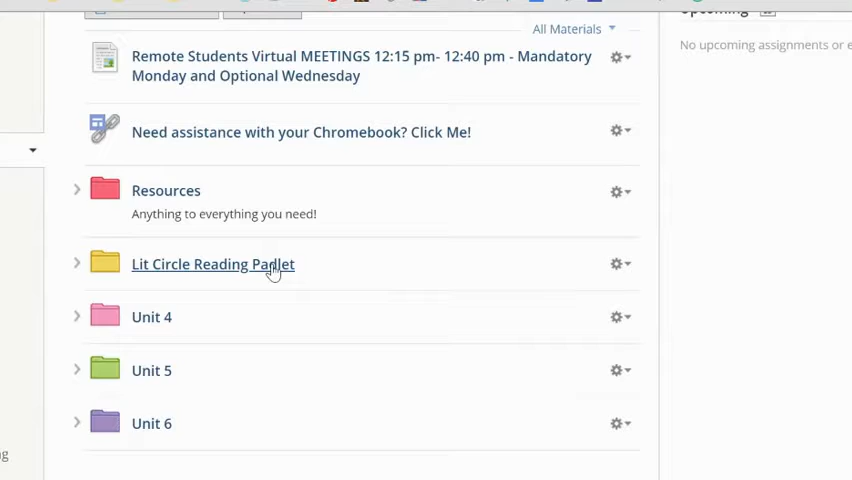 Upcoming
All Materials
No upcoming assignments or e
Remote Students Virtual MEETINGS 12:15 pm- 12:40 pm - Mandatory
Monday and Optional Wednesday
Need assistance with your Chromebook? Click Me!
Resources
Anything to everything you need!
Lit Circle Reading Padlet
Unit 4
Unit 5
Unit 6
ng